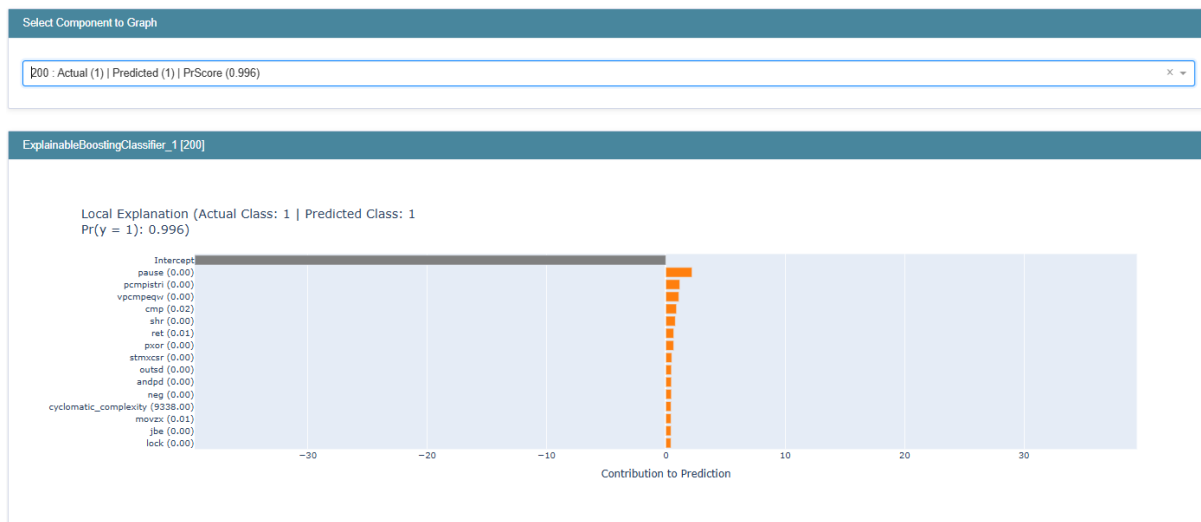 Select Component to Graph
200 : Actual (1) | Predicted (1) | PrScore (0.996)
ExplainableBoostingClassifier_1 [200]
Local Explanation (Actual Class: 1 | Predicted Class: 1
Pr(y = 1): 0.996)
Intercept
pause (0.00)
pcmpistri (0.00)
vpcmpeqw (0.00)
cmp (0.02)
shr (0.00)
ret (0.01)
pxor (0.00)
stmxcsr (0.00)
outsd (0.00)
andpd (0.00)
neg (0.00)
cyclomatic_complexity (9338.00)
movzx (0.01)
jbe (0.00)
lock (0.00)
−30 −20 −10 0 10 20 30
Contribution to Prediction